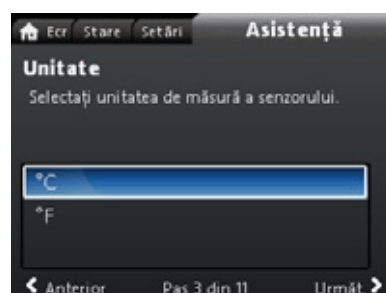 Ecr Stare Setări Asistență
Unitate
Selectați unitatea de măsură a senzorului.
°C
°F
Anterior Pas 3 din 11 Următ